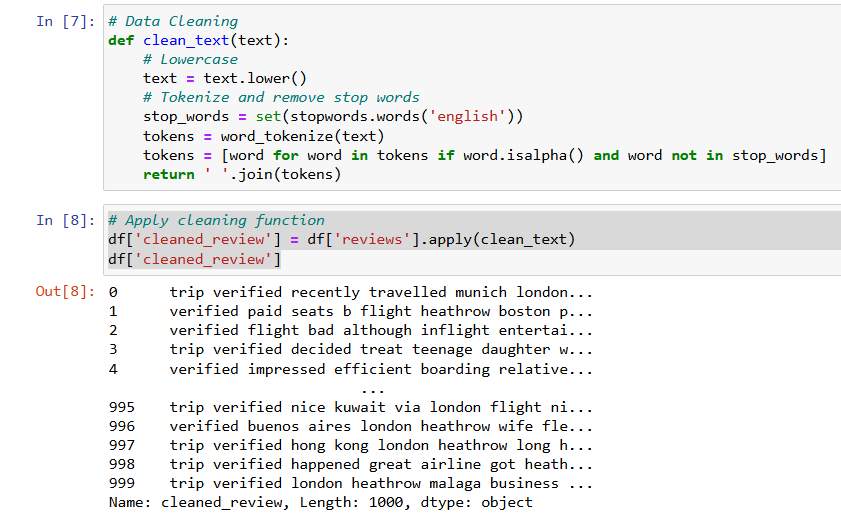 In [7]: # Data Cleaning
def clean_text(text):
# Lowercase
text = text.lower()
# Tokenize and remove stop words
stop_words = set(stopwords.words('english'))
tokens = word_tokenize(text)
tokens = [word for word in tokens if word.isalpha() and word not in stop_words]
return ' '.join(tokens)
In [8]: # Apply cleaning function
df['cleaned_review'] = df['reviews'].apply(clean_text)
df['cleaned_review']
Out[8]: 0 trip verified recently travelled munich london...
1 verified paid seats b flight heathrow boston p...
2 verified flight bad although inflight entertai...
3 trip verified decided treat teenage daughter w...
4 verified impressed efficient boarding relative...
...
995 trip verified nice kuwait via london flight ni...
996 verified buenos aires london heathrow wife fle...
997 trip verified hong kong london heathrow long h...
998 trip verified happened great airline got heath...
999 trip verified london heathrow malaga business ...
Name: cleaned_review, Length: 1000, dtype: object